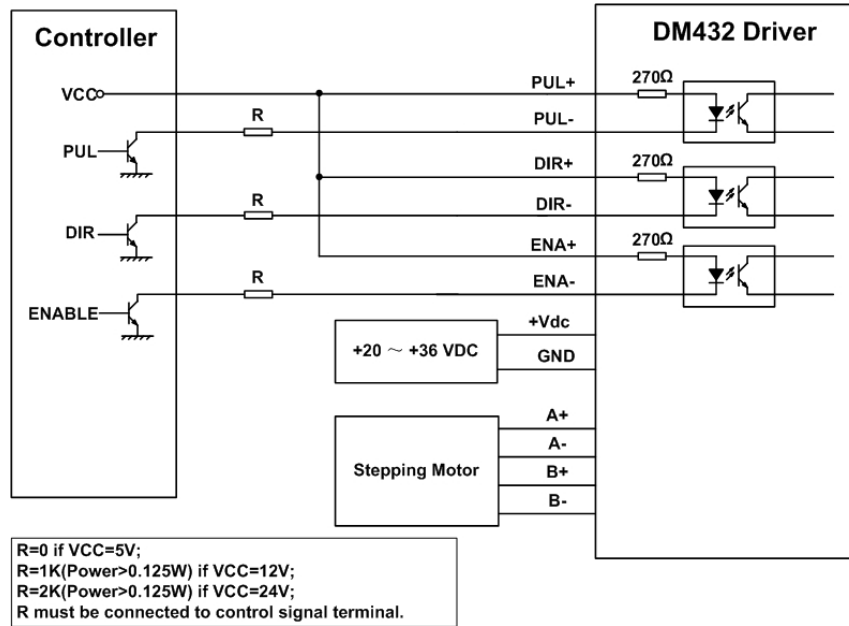 Controller
DM432 Driver
VCC
PUL+
270Ω
R
PUL-
PUL
DIR+
270Ω
R
DIR-
DIR
ENA+
270Ω
R
ENA-
ENABLE
+Vdc
+20 ～ +36 VDC
GND
A+
A-
Stepping Motor
B+
B-
R=0 if VCC=5V;
R=1K(Power>0.125W) if VCC=12V;
R=2K(Power>0.125W) if VCC=24V;
R must be connected to control signal terminal.